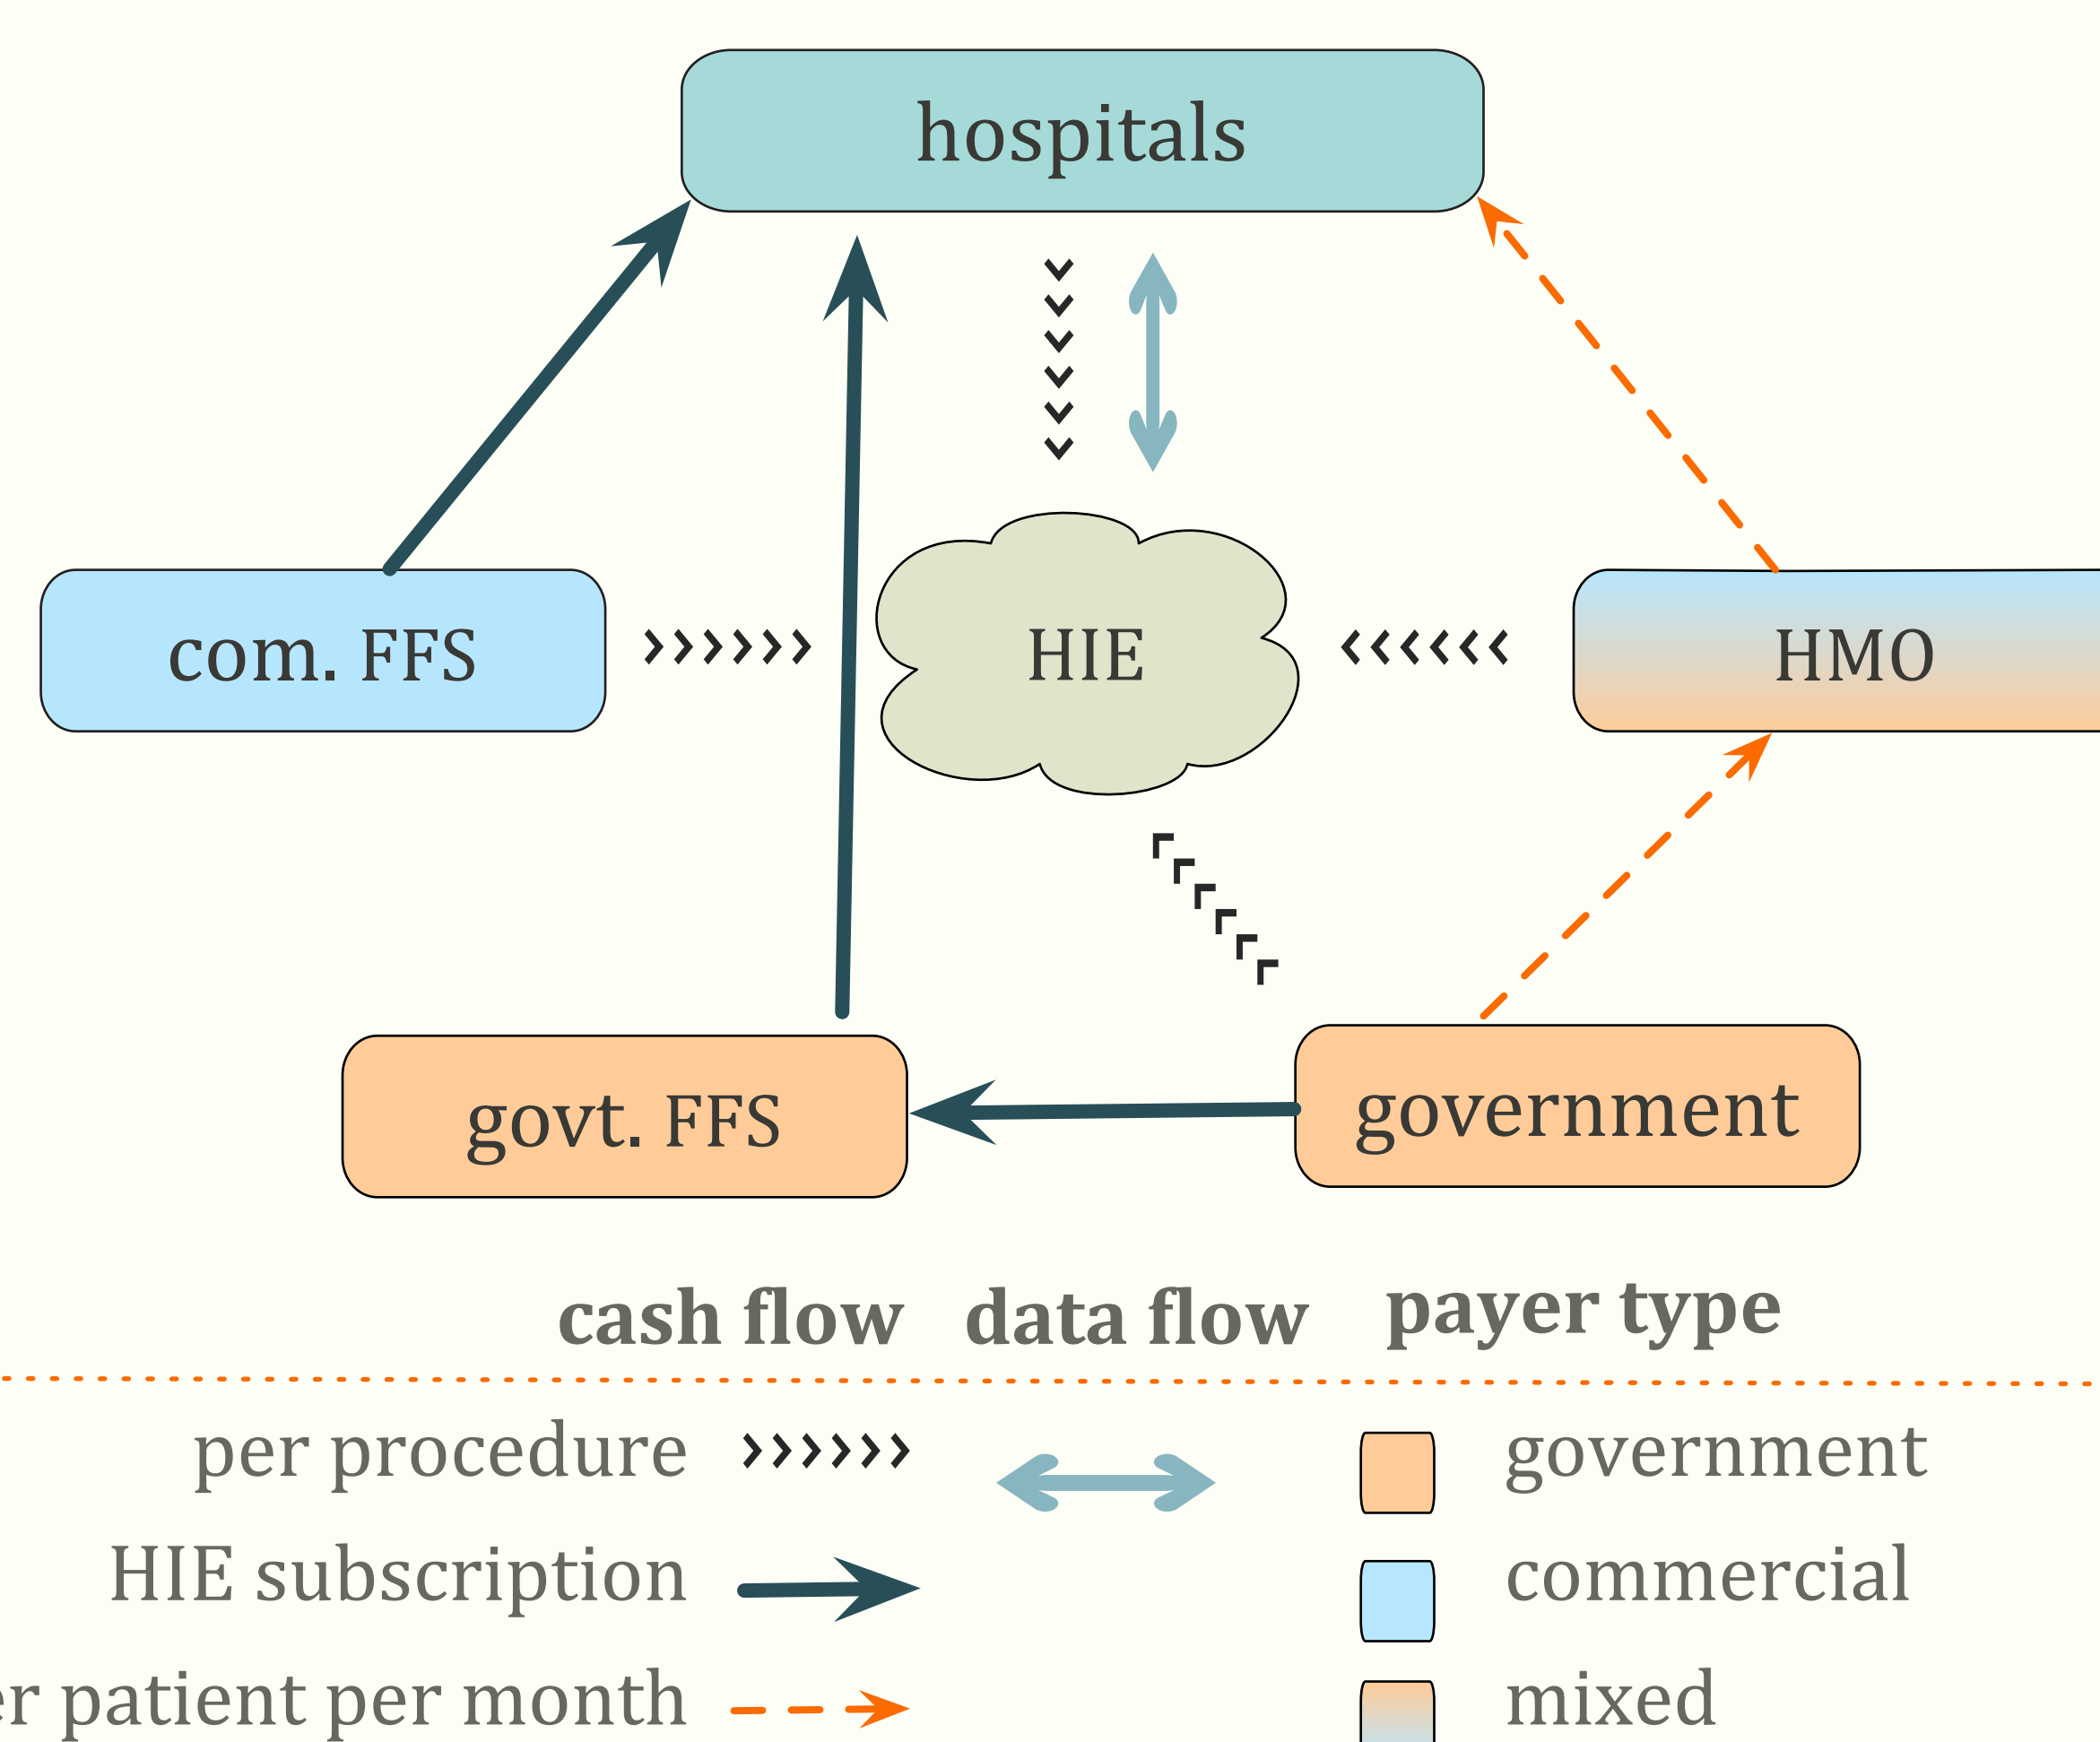 hospitals
com. FFS
HIE
HMO
govt. FFS
government
cash flow
data flow
payer type
per procedure
government
HIE subscription
commercial
patient per month
mixed